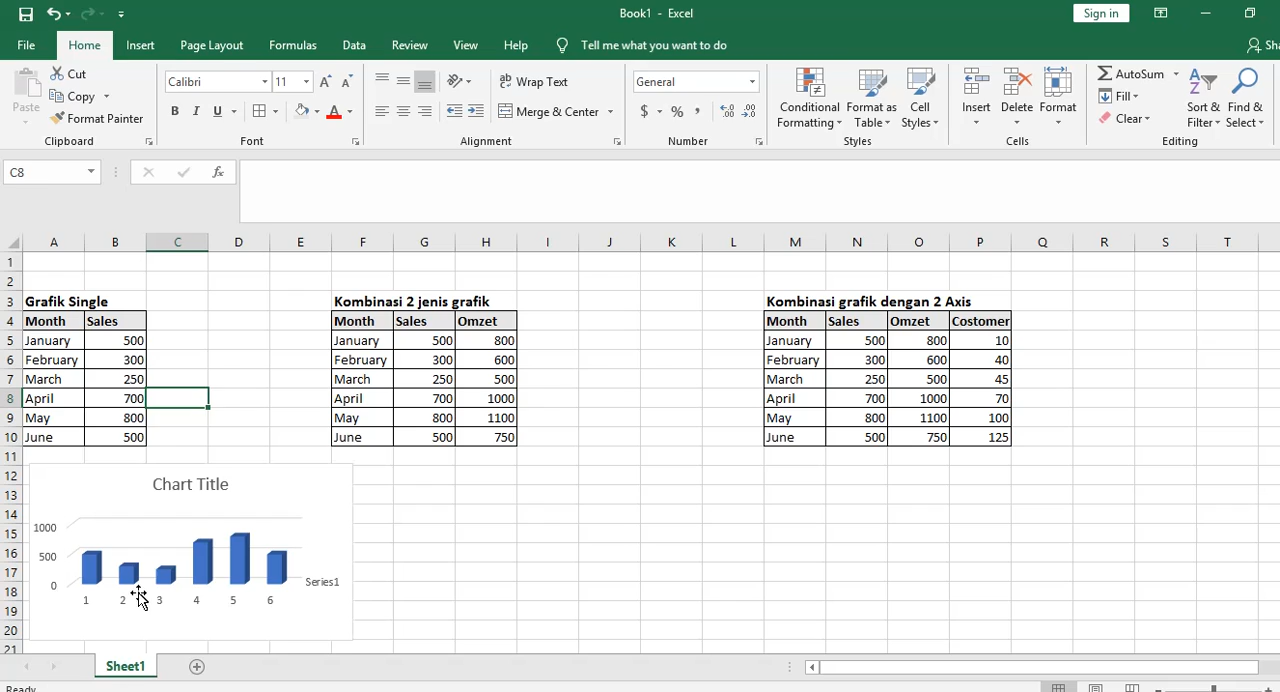 Book1 - Excel
Sign in
File Home Insert Page Layout Formulas Data Review View Help Tell me what you want to do
Paste
Cut
Copy
Format Painter
Clipboard
Calibri 11
B I U
Font
Wrap Text
Merge & Center
Alignment
General
$ % ,
Number
Conditional Formatting
Format as Table
Cell Styles
Styles
Insert Delete Format
Cells
AutoSum
Fill
Clear
Sort & Filter
Find & Select
Editing
C8 fx
A B C D E F G H I J K L M N O P Q R S T
1
2
3 Grafik Single Kombinasi 2 jenis grafik Kombinasi grafik dengan 2 Axis
4 Month Sales Month Sales Omzet Month Sales Omzet Costomer
5 January 500 January 500 800 January 500 800 10
6 February 300 February 300 600 February 300 600 40
7 March 250 March 250 500 March 250 500 45
8 April 700 April 700 1000 April 700 1000 70
9 May 800 May 800 1100 May 800 1100 100
10 June 500 June 500 750 June 500 750 125
11
12
13
14
15
16
17
18
19
20
21
Chart Title
1000
500
0
Series1
1 2 3 4 5 6
Sheet1
Ready